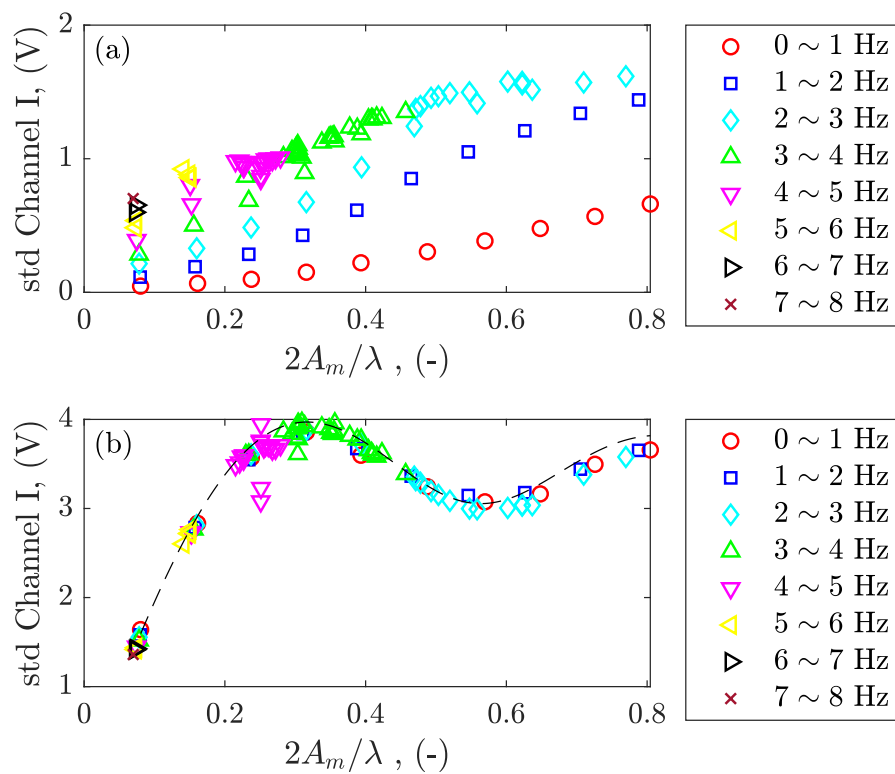 2
(a)
std Channel I, (V)
1
0
0 0.2 0.4 0.6 0.8
2A_m/λ , (-)
0 ∼ 1 Hz
1 ∼ 2 Hz
2 ∼ 3 Hz
3 ∼ 4 Hz
4 ∼ 5 Hz
5 ∼ 6 Hz
6 ∼ 7 Hz
7 ∼ 8 Hz
4
(b)
std Channel I, (V)
3
2
1
0 0.2 0.4 0.6 0.8
2A_m/λ , (-)
0 ∼ 1 Hz
1 ∼ 2 Hz
2 ∼ 3 Hz
3 ∼ 4 Hz
4 ∼ 5 Hz
5 ∼ 6 Hz
6 ∼ 7 Hz
7 ∼ 8 Hz